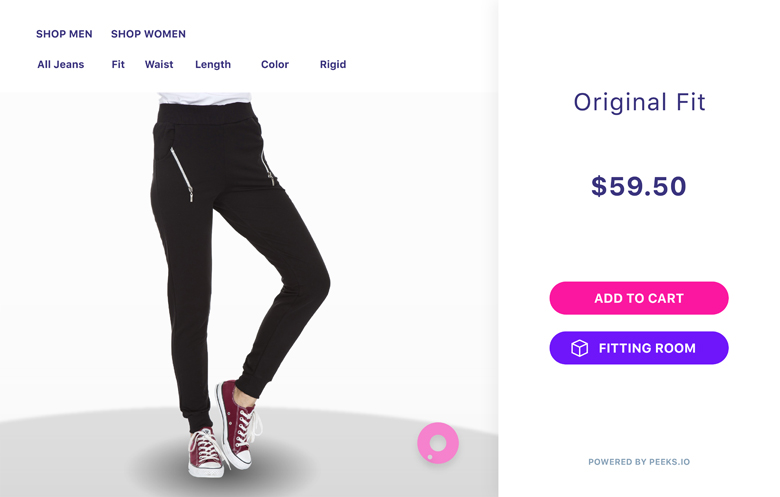 SHOP MEN SHOP WOMEN
All Jeans Fit Waist Length Color Rigid
Original Fit
$59.50
ADD TO CART
FITTING ROOM
POWERED BY PEEKS.IO